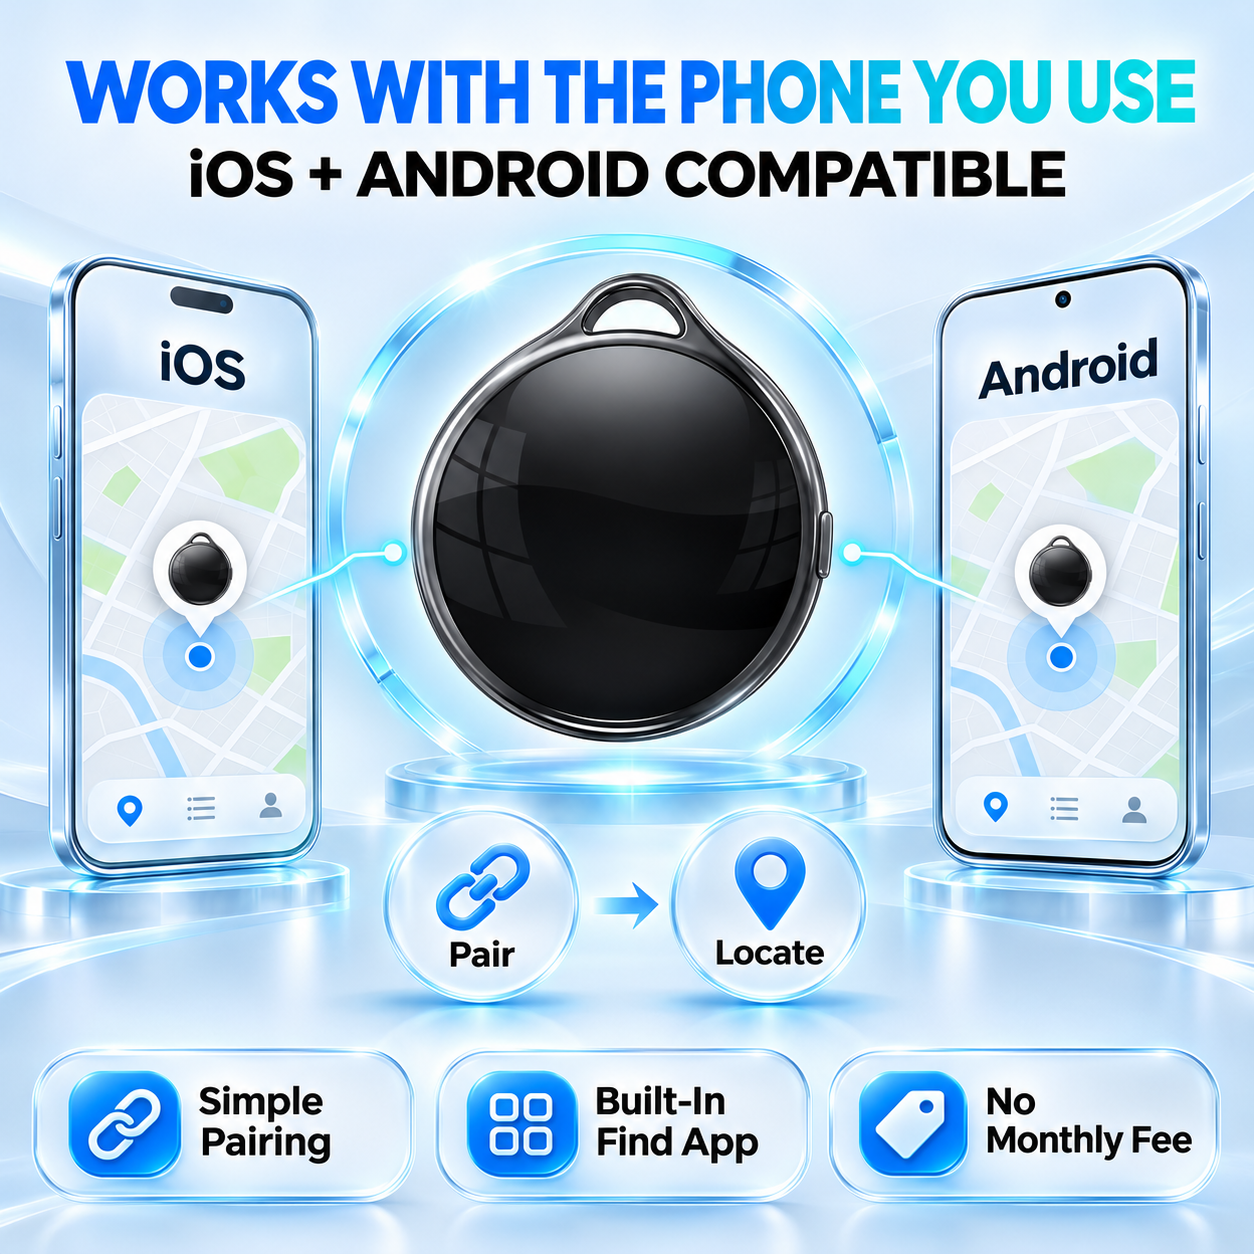 WORKS WITH THE PHONE YOU USE
iOS + ANDROID COMPATIBLE
iOS
Android
Pair
Locate
Simple
Pairing
Built-In
Find App
No
Monthly Fee